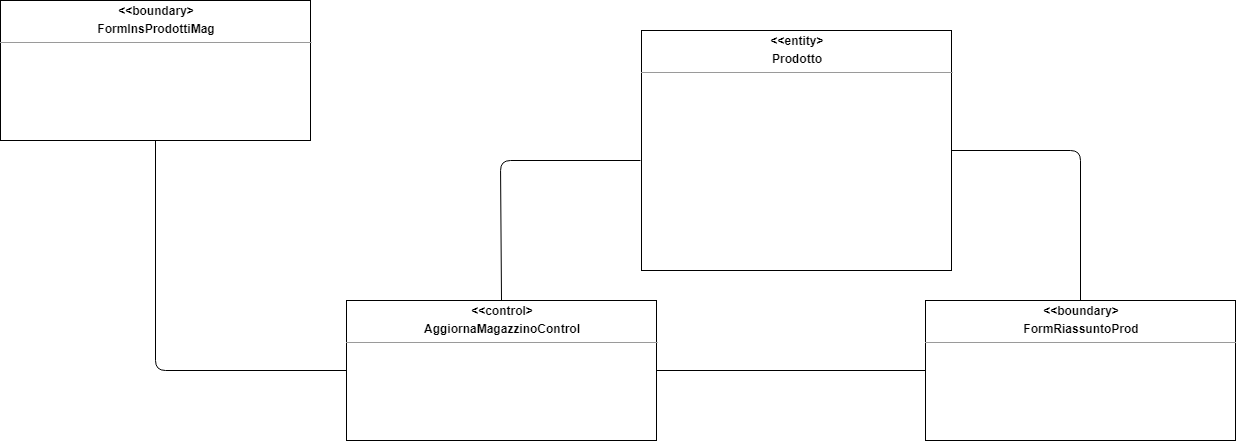 <<boundary>>
FormInsProdottiMag
<<entity>>
Prodotto
<<control>>
AggiornaMagazzinoControl
<<boundary>>
FormRiassuntoProd